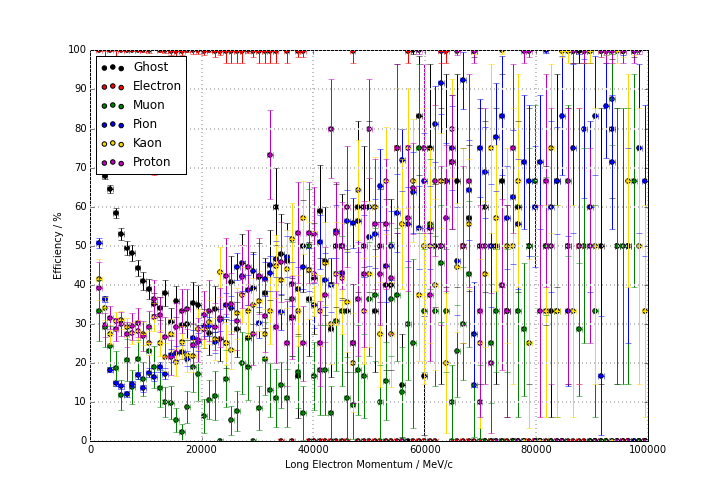 100
90
80
70
60
50
40
30
20
10
0
Efficiency / %
Ghost
Electron
Muon
Pion
Kaon
Proton
0 20000 40000 60000 80000 100000
Long Electron Momentum / MeV/c